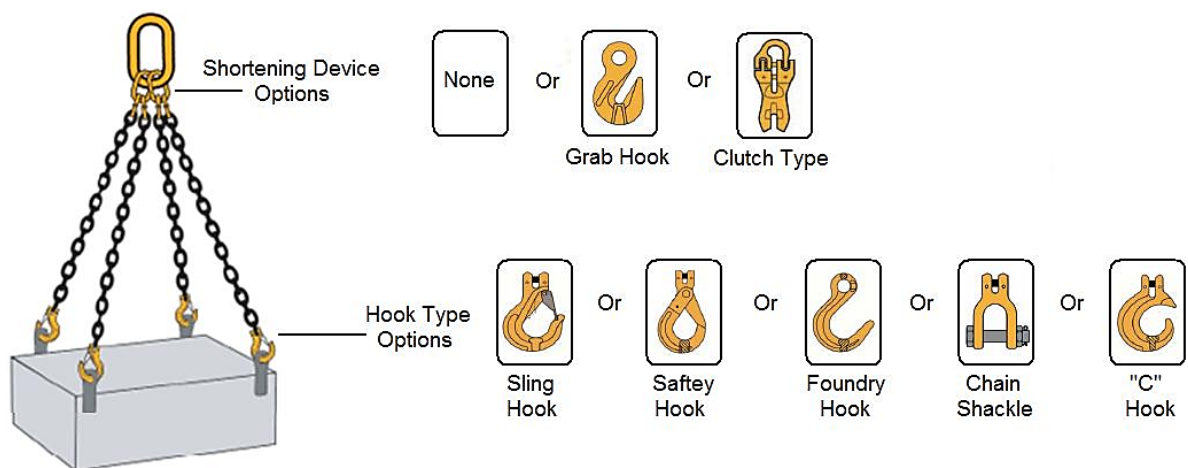 Shortening Device
Options
None
Or
Or
Grab Hook
Clutch Type
Hook Type
Options
Or
Or
Or
Or
Sling
Hook
Saftey
Hook
Foundry
Hook
Chain
Shackle
"C"
Hook